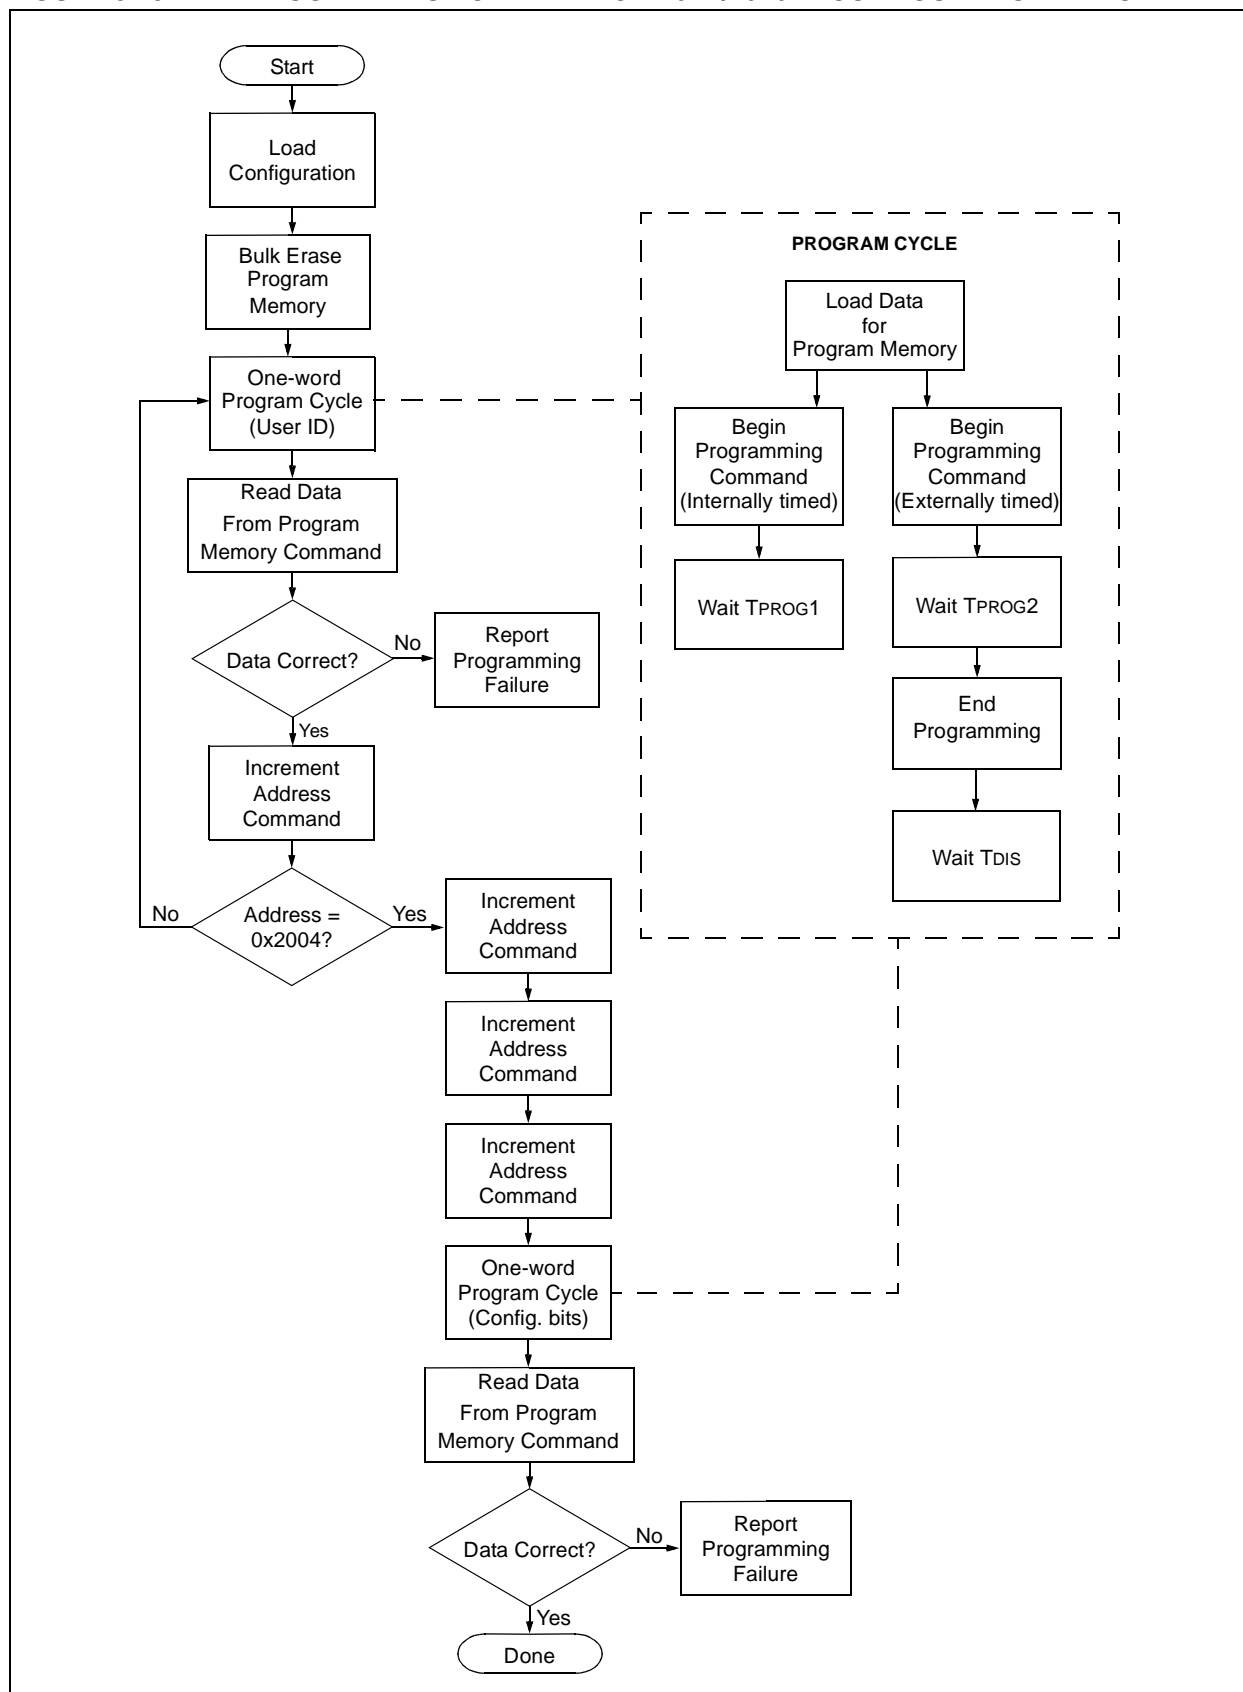 Start
Load
Configuration
Bulk Erase
Program
Memory
One-word
Program Cycle
(User ID)
Read Data
From Program
Memory Command
Data Correct?
No
Report
Programming
Failure
Yes
Increment
Address
Command
No
Address =
0x2004?
Yes
Increment
Address
Command
Increment
Address
Command
Increment
Address
Command
One-word
Program Cycle
(Config. bits)
Read Data
From Program
Memory Command
Data Correct?
No
Report
Programming
Failure
Yes
Done
PROGRAM CYCLE
Load Data
for
Program Memory
Begin
Programming
Command
(Internally timed)
Wait TPROG1
Begin
Programming
Command
(Externally timed)
Wait TPROG2
End
Programming
Wait TDIS